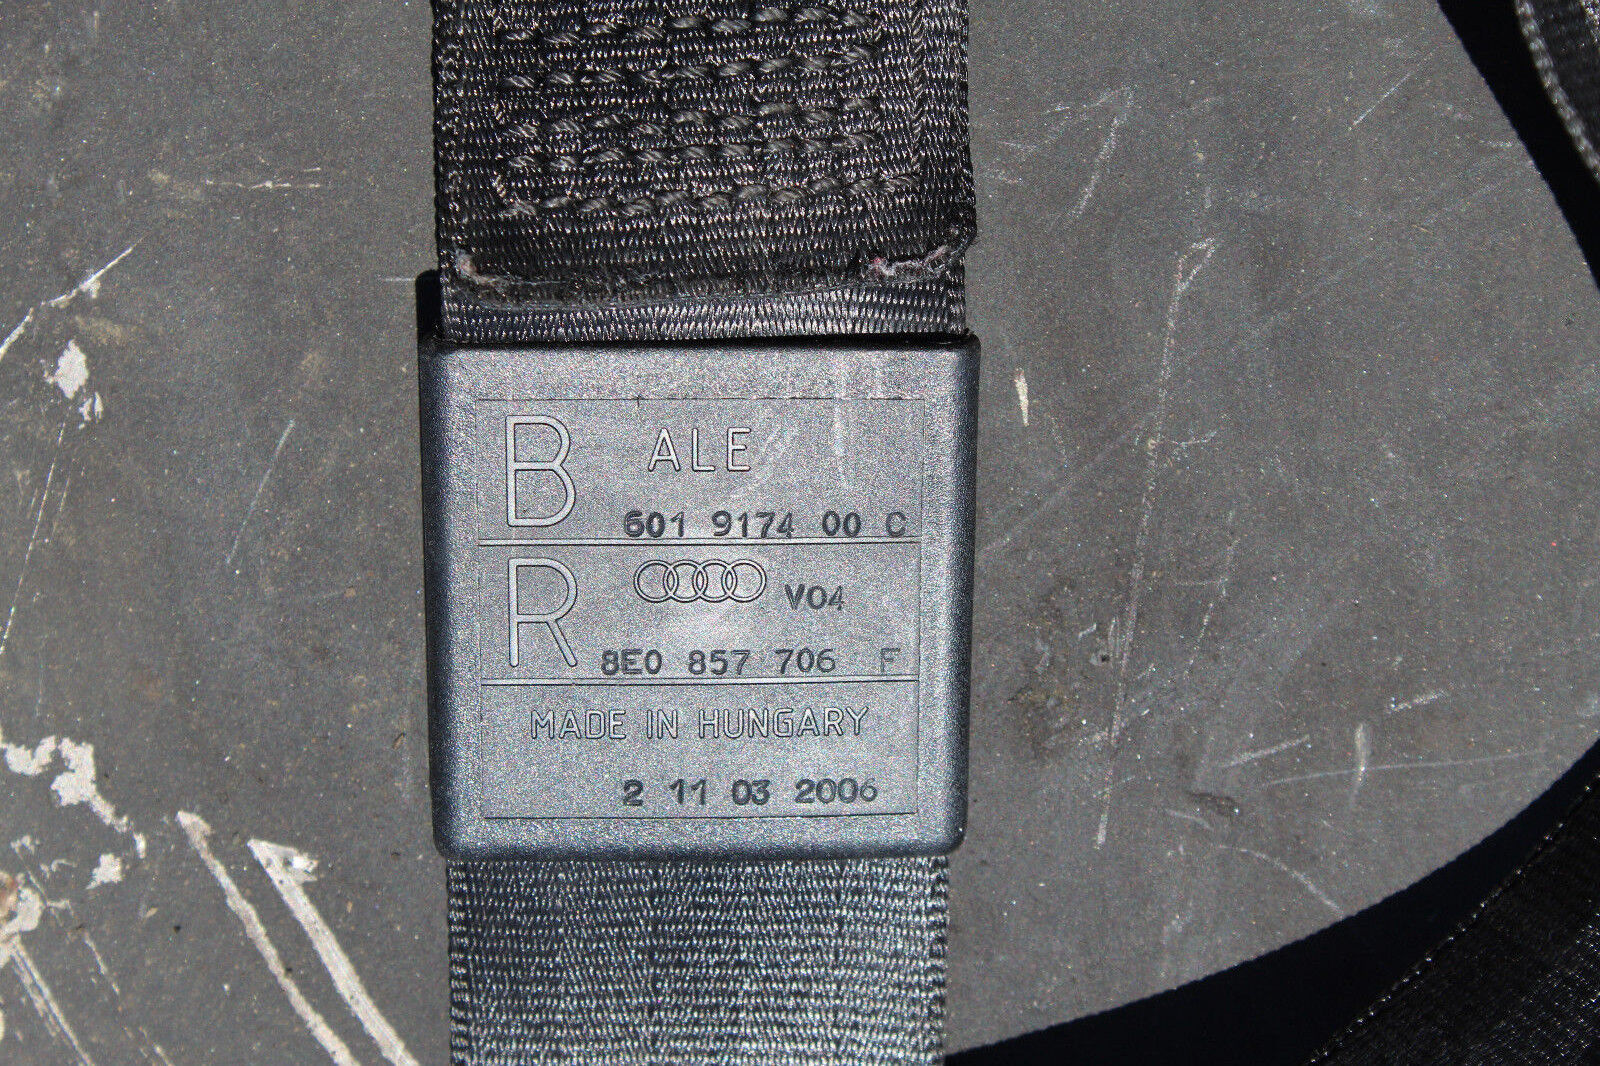 B ALE
601 9174 00 C
R V04
8E0 857 706 F
MADE IN HUNGARY
2 11 03 2006